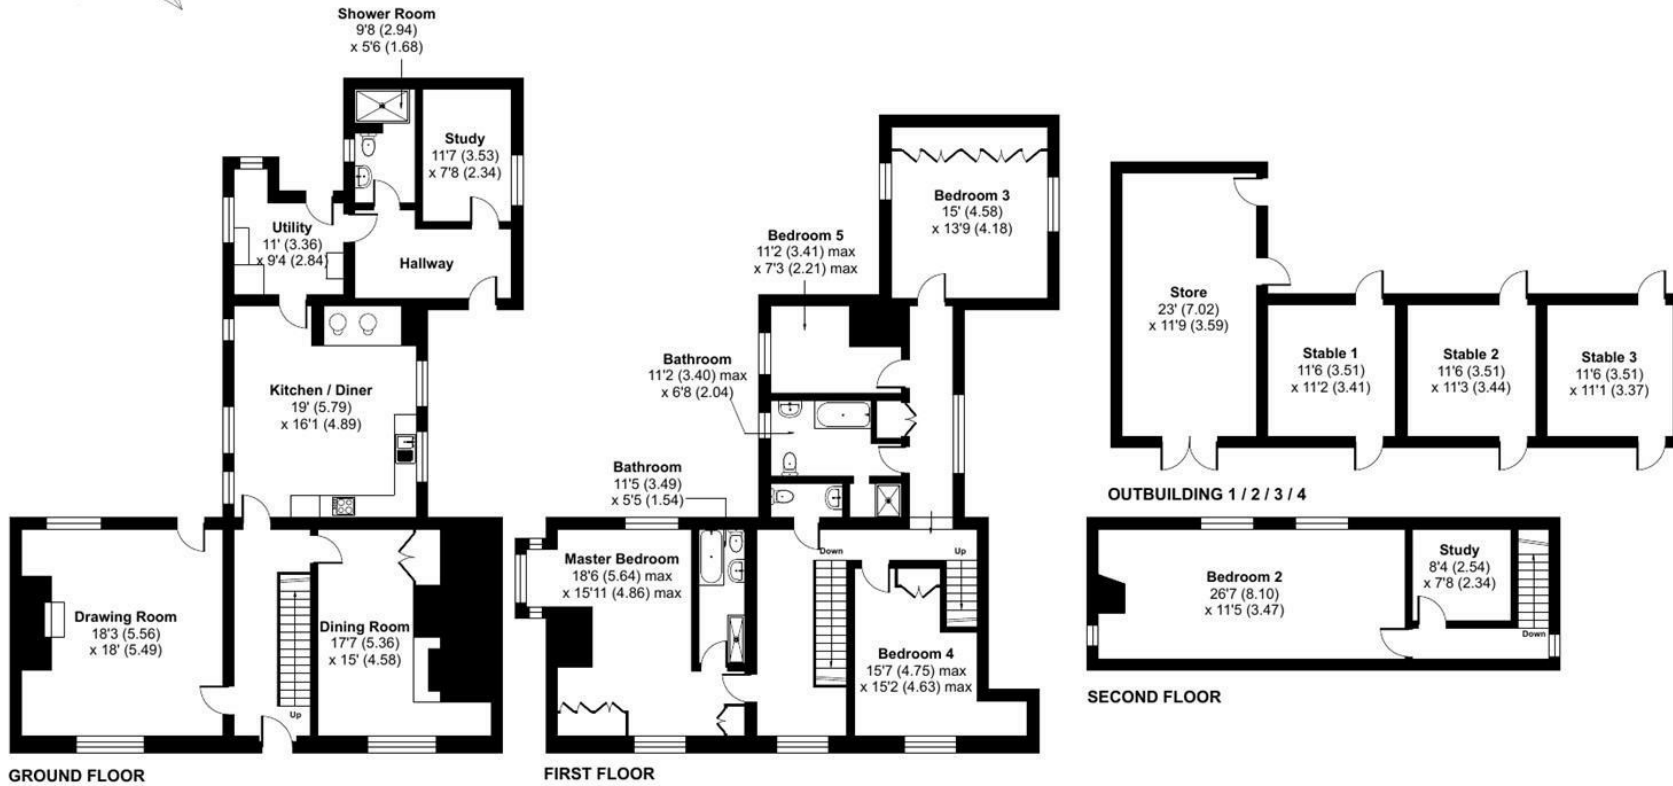 Shower Room
9'8 (2.94)
x 5'6 (1.68)
Study
11'7 (3.53)
x 7'8 (2.34)
Utility
11' (3.36)
x 9'4 (2.84)
Hallway
Kitchen / Diner
19' (5.79)
x 16'1 (4.89)
Drawing Room
18'3 (5.56)
x 18' (5.49)
Dining Room
17'7 (5.36)
x 15' (4.58)
Up
GROUND FLOOR
Bedroom 3
15' (4.58)
x 13'9 (4.18)
Bedroom 5
11'2 (3.41) max
x 7'3 (2.21) max
Bathroom
11'2 (3.40) max
x 6'8 (2.04)
Bathroom
11'5 (3.49)
x 5'5 (1.54)
Master Bedroom
18'6 (5.64) max
x 15'11 (4.86) max
Down
Up
Bedroom 4
15'7 (4.75) max
x 15'2 (4.63) max
FIRST FLOOR
Store
23' (7.02)
x 11'9 (3.59)
Stable 1
11'6 (3.51)
x 11'2 (3.41)
Stable 2
11'6 (3.51)
x 11'3 (3.44)
Stable 3
11'6 (3.51)
x 11'1 (3.37)
OUTBUILDING 1 / 2 / 3 / 4
Bedroom 2
26'7 (8.10)
x 11'5 (3.47)
Study
8'4 (2.54)
x 7'8 (2.34)
Down
SECOND FLOOR